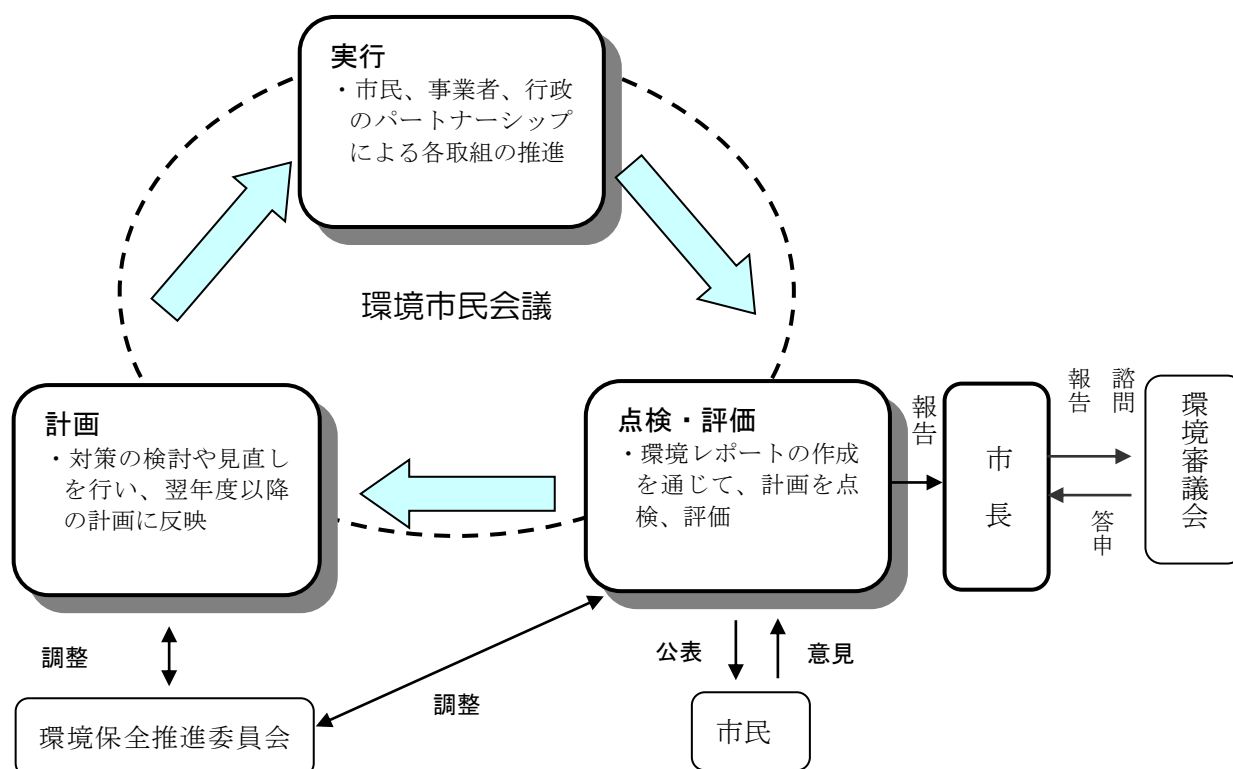 実行
・市民、事業者、行政
のパートナーシップ
による各取組の推進
環境市民会議
計画
・対策の検討や見直し
を行い、翌年度以降
の計画に反映
点検・評価
・環境レポートの作成
を通じて、計画を点
検、評価
報告
市長
諮問
報告
答申
環境審議会
調整
環境保全推進委員会
調整
公表
意見
市民